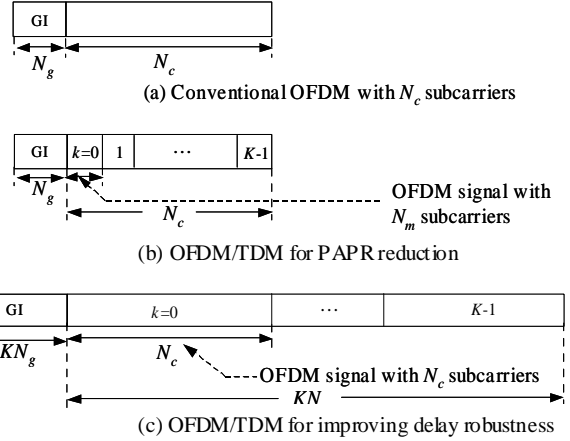 GI
N_g N_c
(a) Conventional OFDM with N_c subcarriers
GI k=0 1 ... K-1
N_g N_c
OFDM signal with
N_m subcarriers
(b) OFDM/TDM for PAPR reduction
GI k=0 ... K-1
KN_g N_c
OFDM signal with N_c subcarriers
KN
(c) OFDM/TDM for improving delay robustness